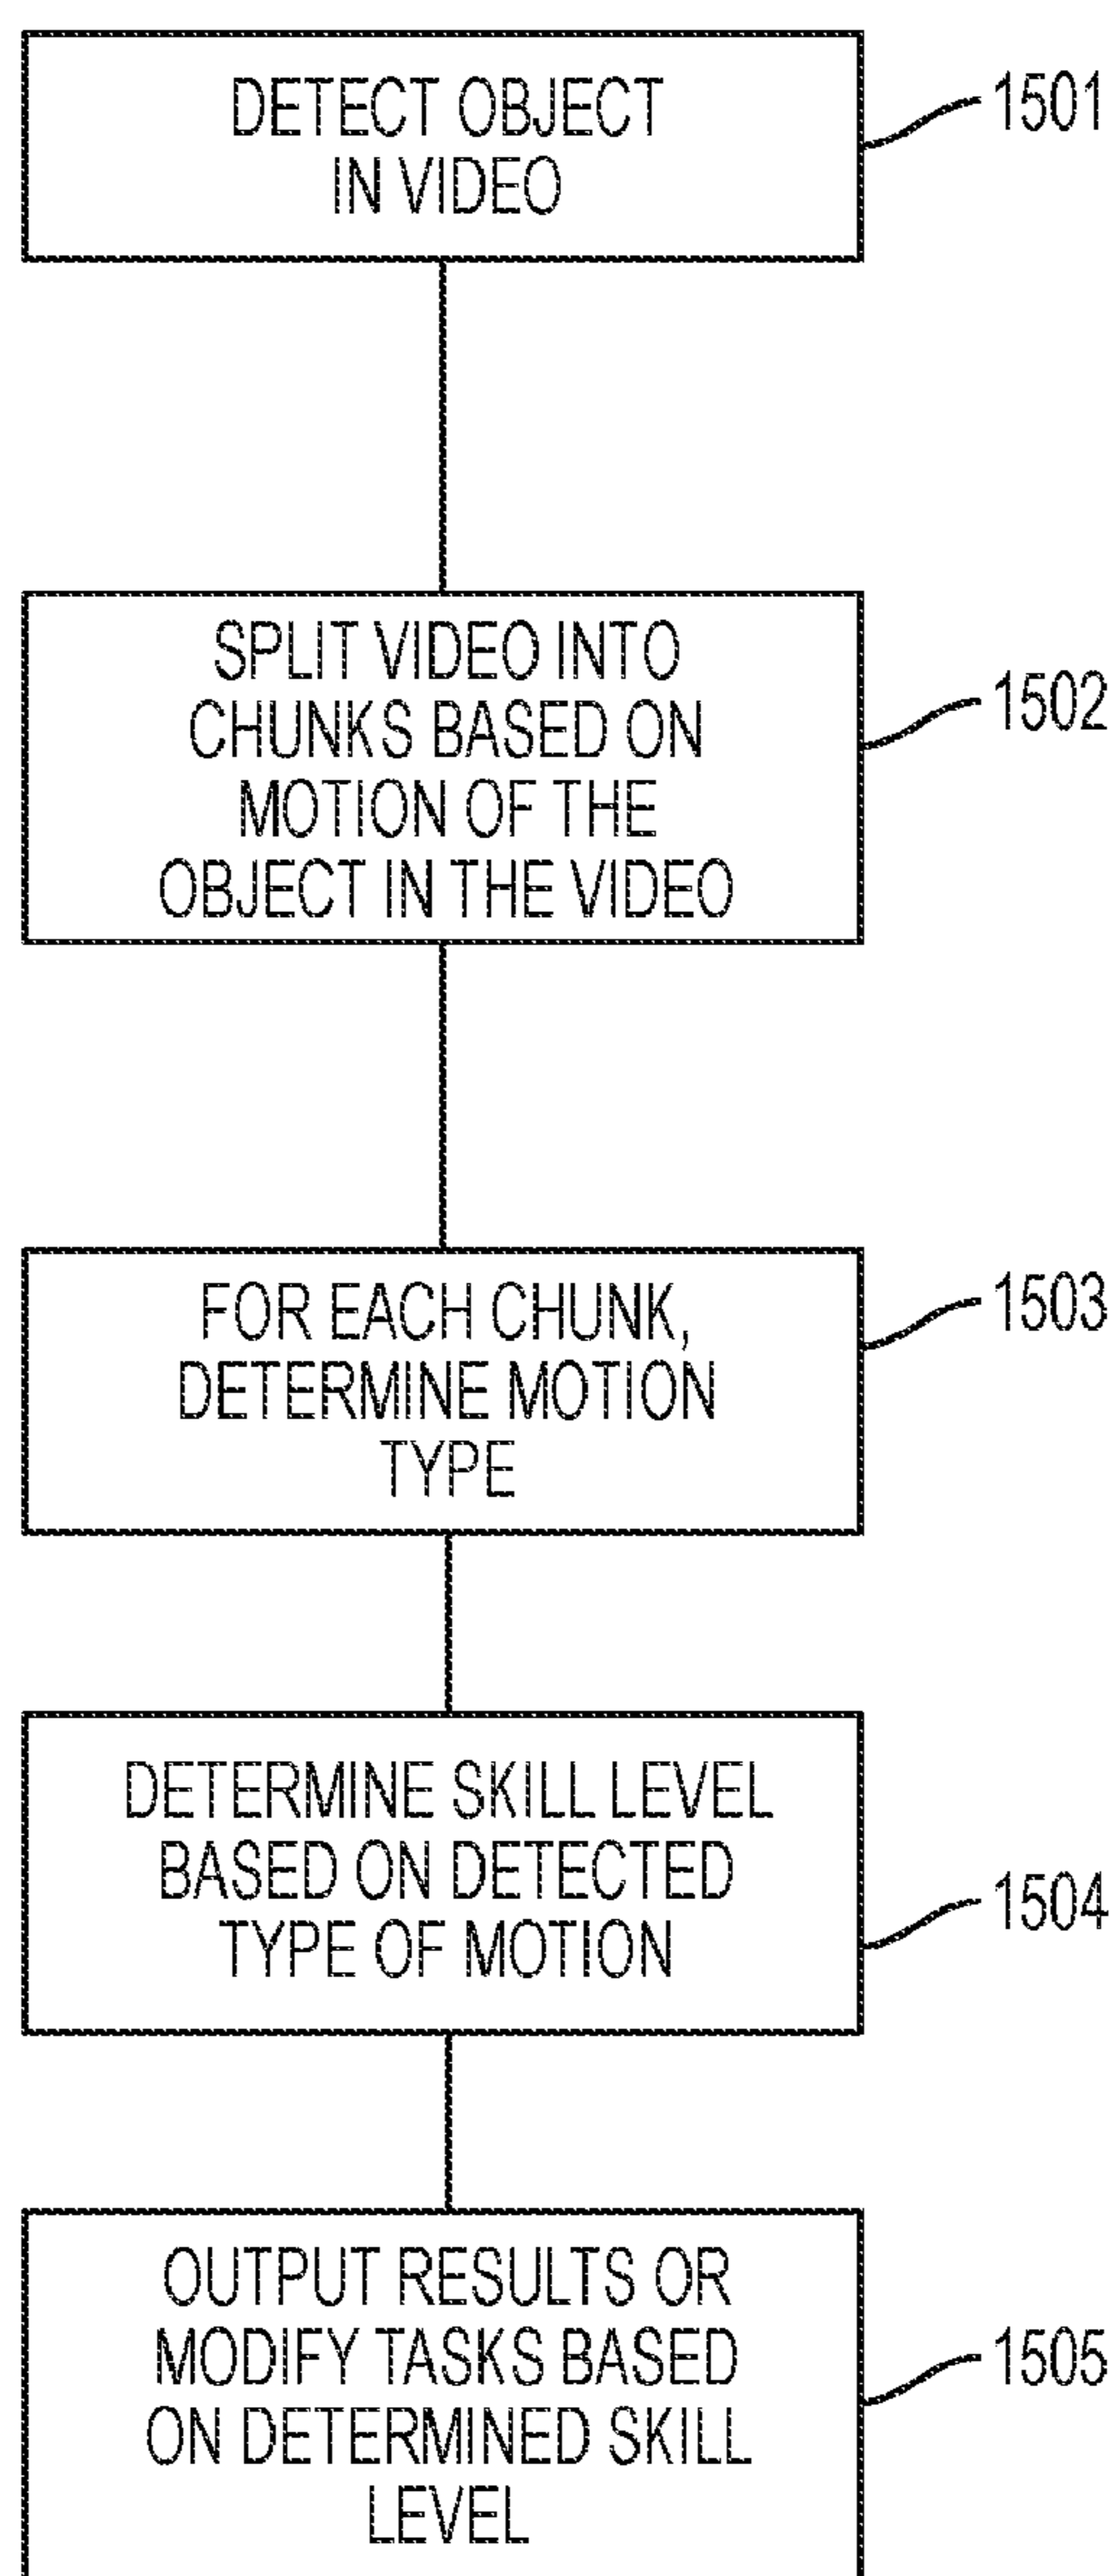 DETECT OBJECT
IN VIDEO
1501
SPLIT VIDEO INTO
CHUNKS BASED ON
MOTION OF THE
OBJECT IN THE VIDEO
1502
FOR EACH CHUNK,
DETERMINE MOTION
TYPE
1503
DETERMINE SKILL LEVEL
BASED ON DETECTED
TYPE OF MOTION
1504
OUTPUT RESULTS OR
MODIFY TASKS BASED
ON DETERMINED SKILL
LEVEL
1505